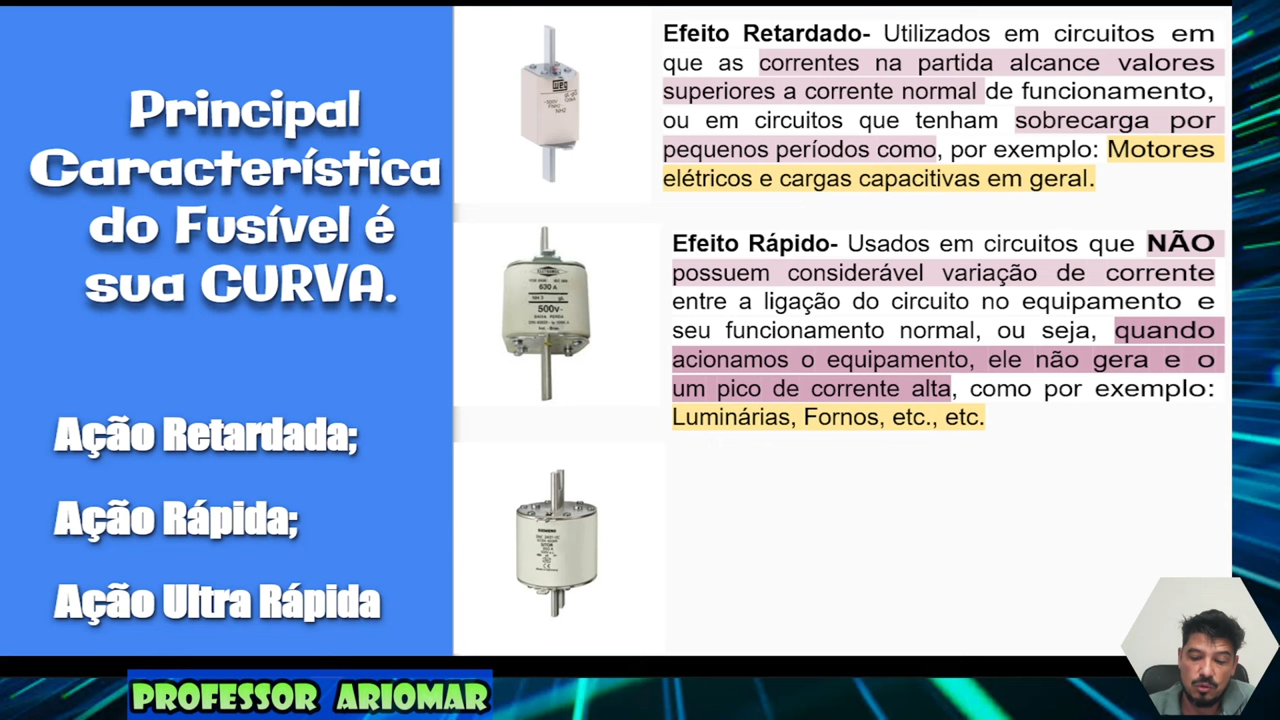 Principal
Característica
do Fusível é
sua CURVA.
Ação Retardada;
Ação Rápida;
Ação Ultra Rápida
Efeito Retardado- Utilizados em circuitos em
que as correntes na partida alcance valores
superiores a corrente normal de funcionamento,
ou em circuitos que tenham sobrecarga por
pequenos períodos como, por exemplo: Motores
elétricos e cargas capacitivas em geral.
Efeito Rápido- Usados em circuitos que NÃO
possuem considerável variação de corrente
entre a ligação do circuito no equipamento e
seu funcionamento normal, ou seja, quando
acionamos o equipamento, ele não gera e o
um pico de corrente alta, como por exemplo:
Luminárias, Fornos, etc., etc.
WEG
630 A
500V~
SIEMENS
PROFESSOR ARIOMAR